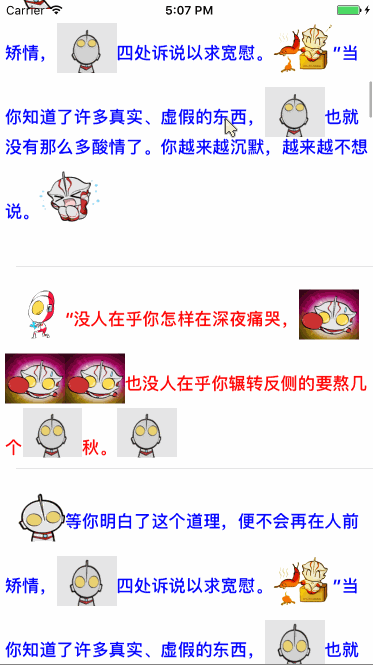 Carrier 5:07 PM
矫情，四处诉说以求宽慰。”当
你知道了许多真实、虚假的东西，也就
没有那么多酸情了。你越来越沉默，越来越不想
说。
“没人在乎你怎样在深夜痛哭，
也没人在乎你辗转反侧的要熬几
个秋。
等你明白了这个道理，便不会再在人前
矫情，四处诉说以求宽慰。”当
你知道了许多真实、虚假的东西，也就